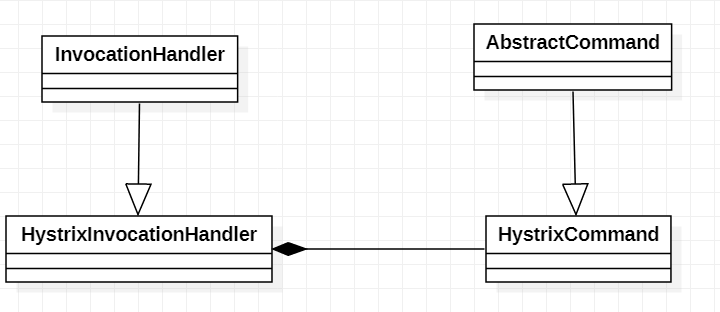 InvocationHandler
AbstractCommand
HystrixInvocationHandler
HystrixCommand